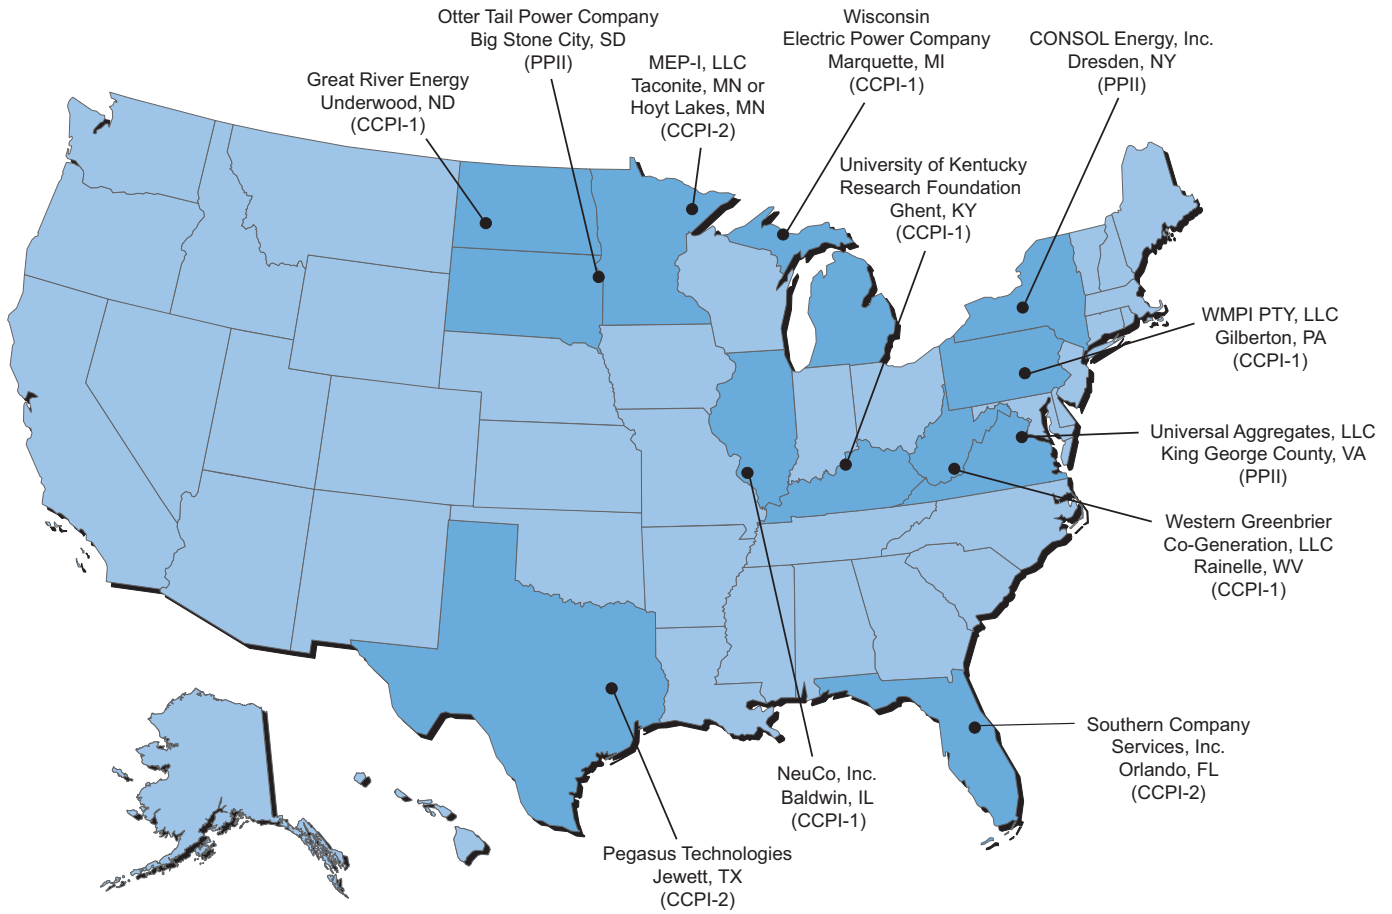 Otter Tail Power Company
Big Stone City, SD
(PPII)
Wisconsin
Electric Power Company
Marquette, MI
(CCPI-1)
CONSOL Energy, Inc.
Dresden, NY
(PPII)
MEP-I, LLC
Taconite, MN or
Hoyt Lakes, MN
(CCPI-2)
Great River Energy
Underwood, ND
(CCPI-1)
University of Kentucky
Research Foundation
Ghent, KY
(CCPI-1)
WMPI PTY, LLC
Gilberton, PA
(CCPI-1)
Universal Aggregates, LLC
King George County, VA
(PPII)
Western Greenbrier
Co-Generation, LLC
Rainelle, WV
(CCPI-1)
Southern Company
Services, Inc.
Orlando, FL
(CCPI-2)
NeuCo, Inc.
Baldwin, IL
(CCPI-1)
Pegasus Technologies
Jewett, TX
(CCPI-2)